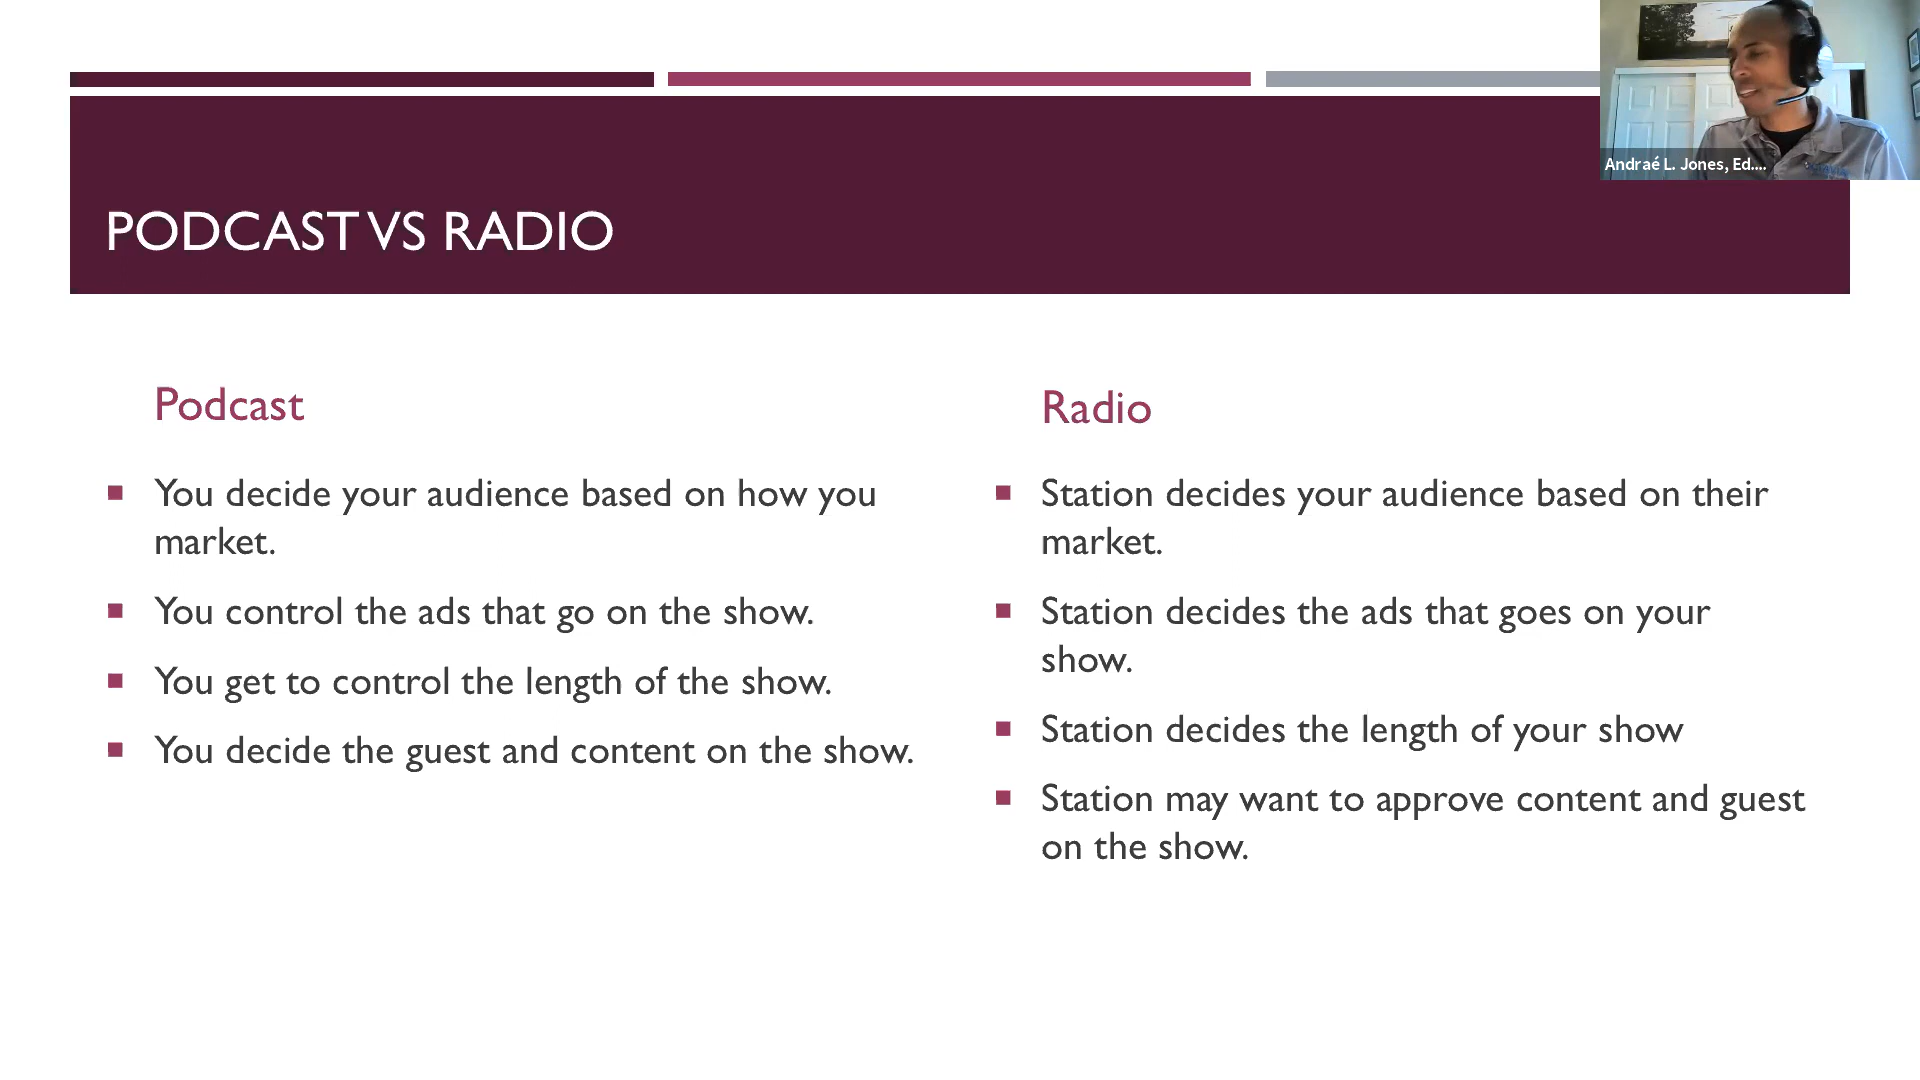 Andraé L. Jones, Ed....
PODCAST VS RADIO
Podcast
You decide your audience based on how you
market.
You control the ads that go on the show.
You get to control the length of the show.
You decide the guest and content on the show.
Radio
Station decides your audience based on their
market.
Station decides the ads that goes on your
show.
Station decides the length of your show
Station may want to approve content and guest
on the show.